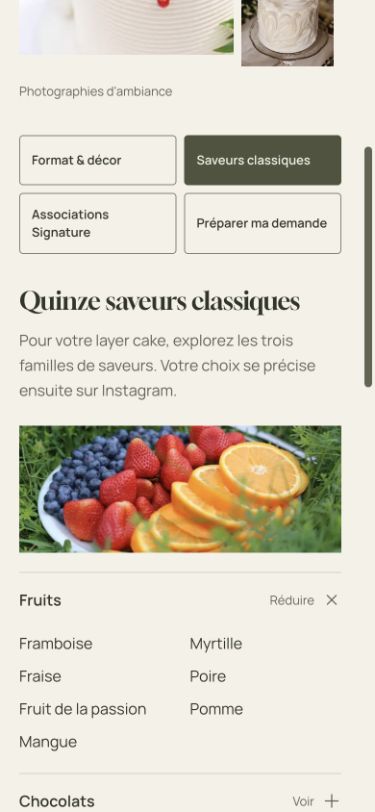 Photographies d'ambiance
Format & décor
Saveurs classiques
Associations
Signature
Préparer ma demande
Quinze saveurs classiques
Pour votre layer cake, explorez les trois
familles de saveurs. Votre choix se précise
ensuite sur Instagram.
Fruits
Réduire
Framboise
Myrtille
Fraise
Poire
Fruit de la passion
Pomme
Mangue
Chocolats
Voir